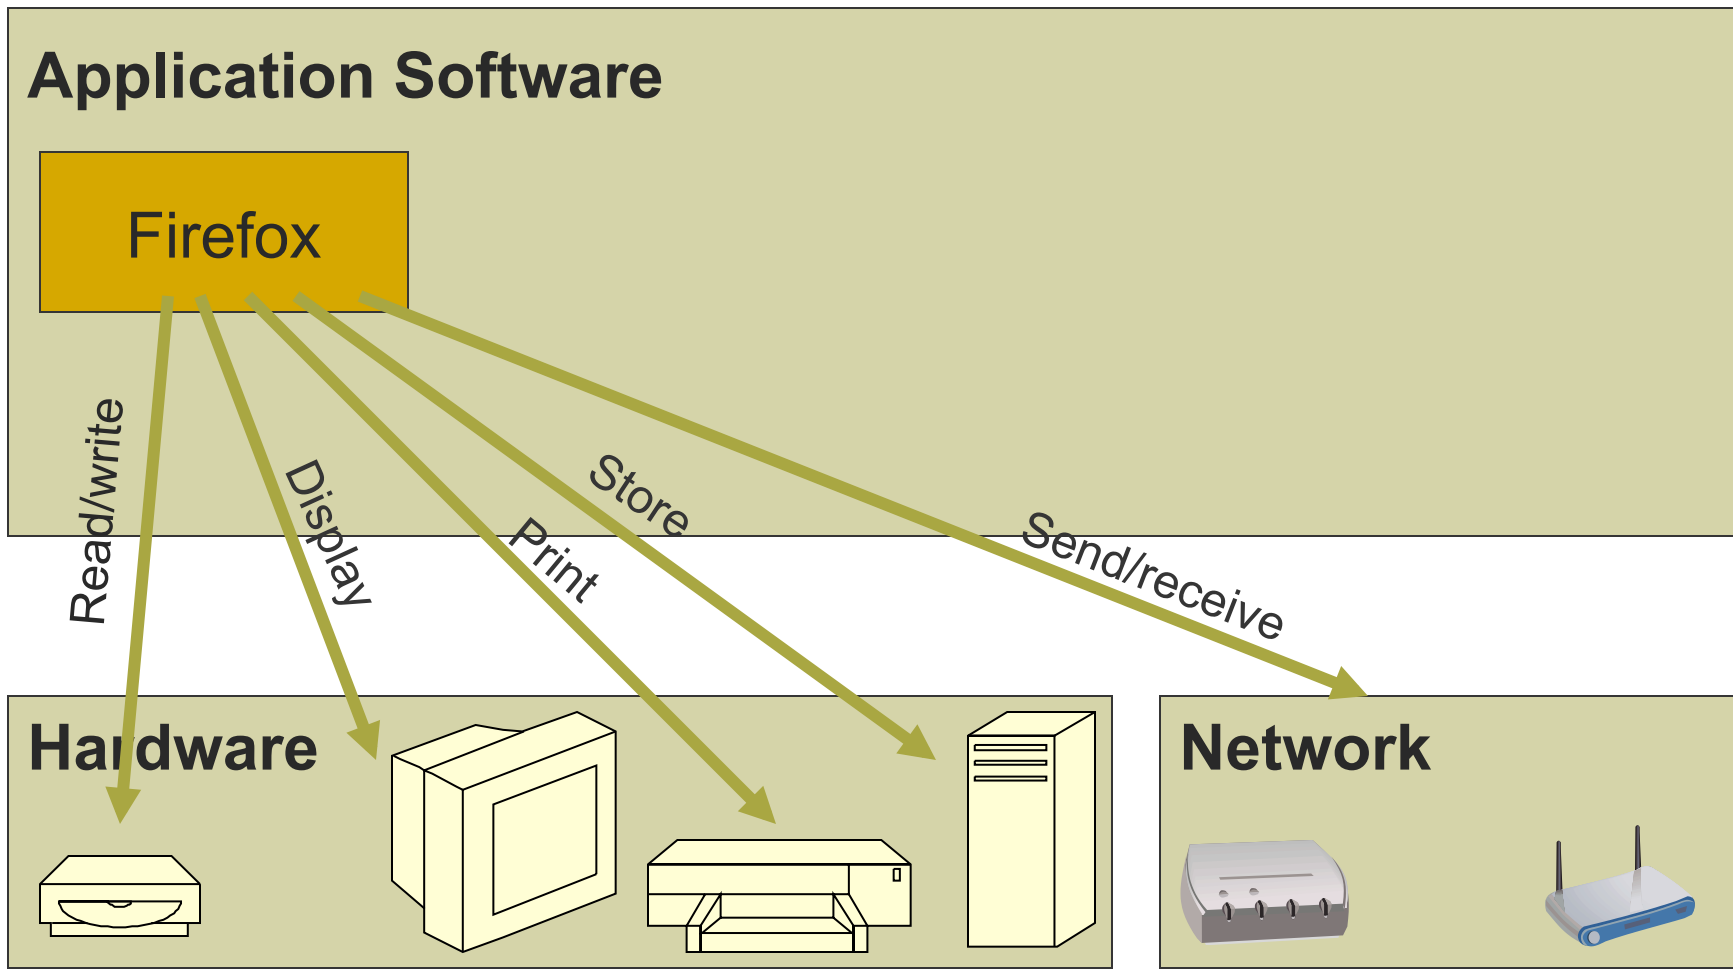 Application Software
Firefox
Read/write
Display
Print
Store
Send/receive
Hardware
Network